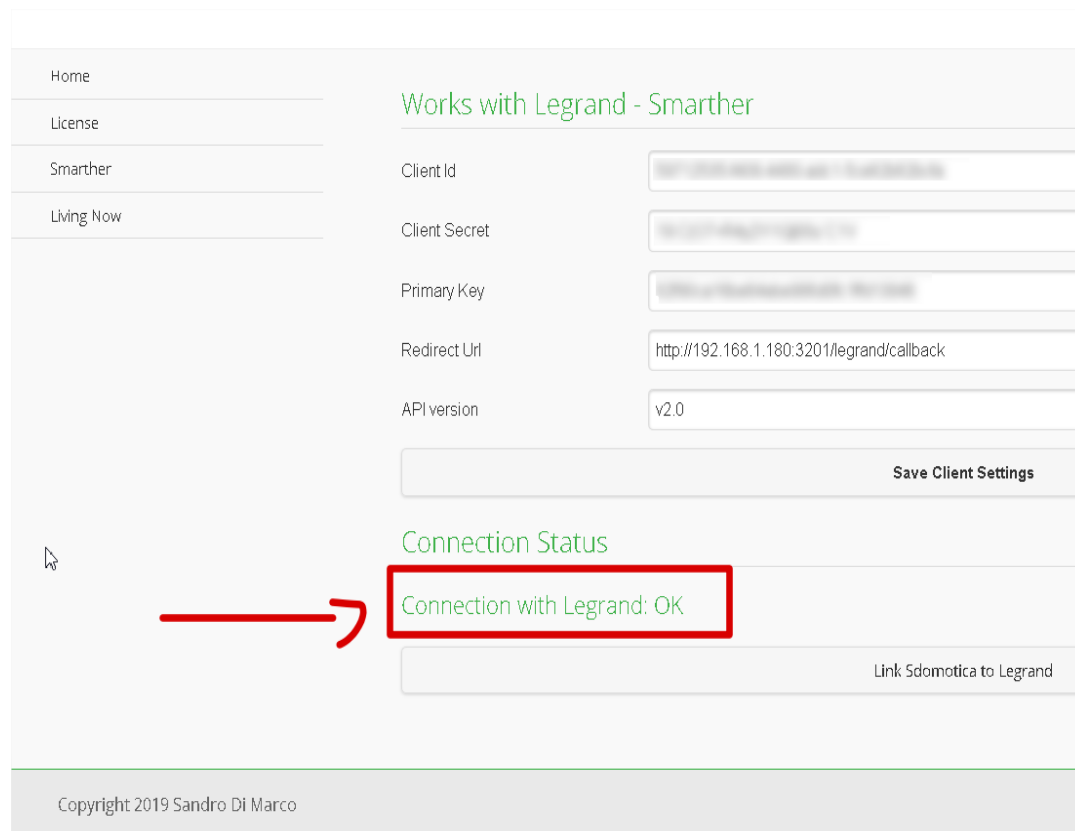 Home
License
Smarther
Living Now
Works with Legrand - Smarther
Client Id
Client Secret
Primary Key
Redirect Url http://192.168.1.180:3201/legrand/callback
API version v2.0
Save Client Settings
Connection Status
Connection with Legrand: OK
Link Sdomotica to Legrand
Copyright 2019 Sandro Di Marco